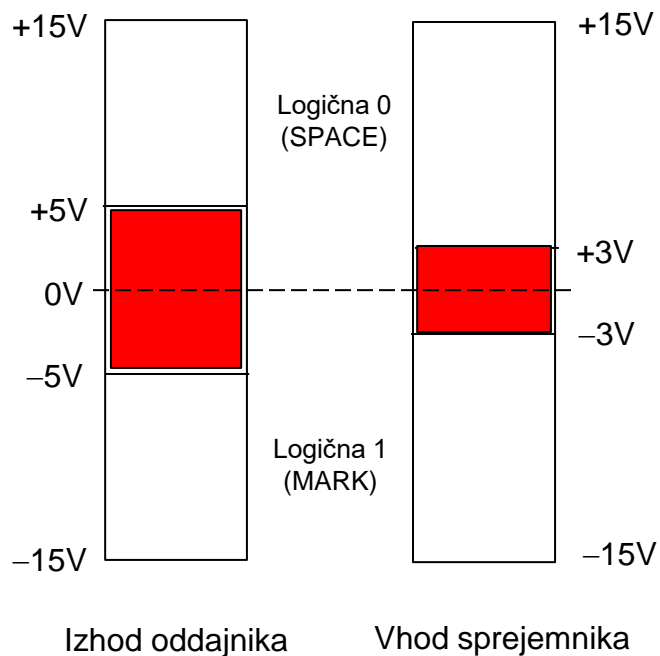 +15V
+15V
Logična 0
(SPACE)
+5V
+3V
0V
−3V
−5V
Logična 1
(MARK)
−15V
−15V
Izhod oddajnika
Vhod sprejemnika